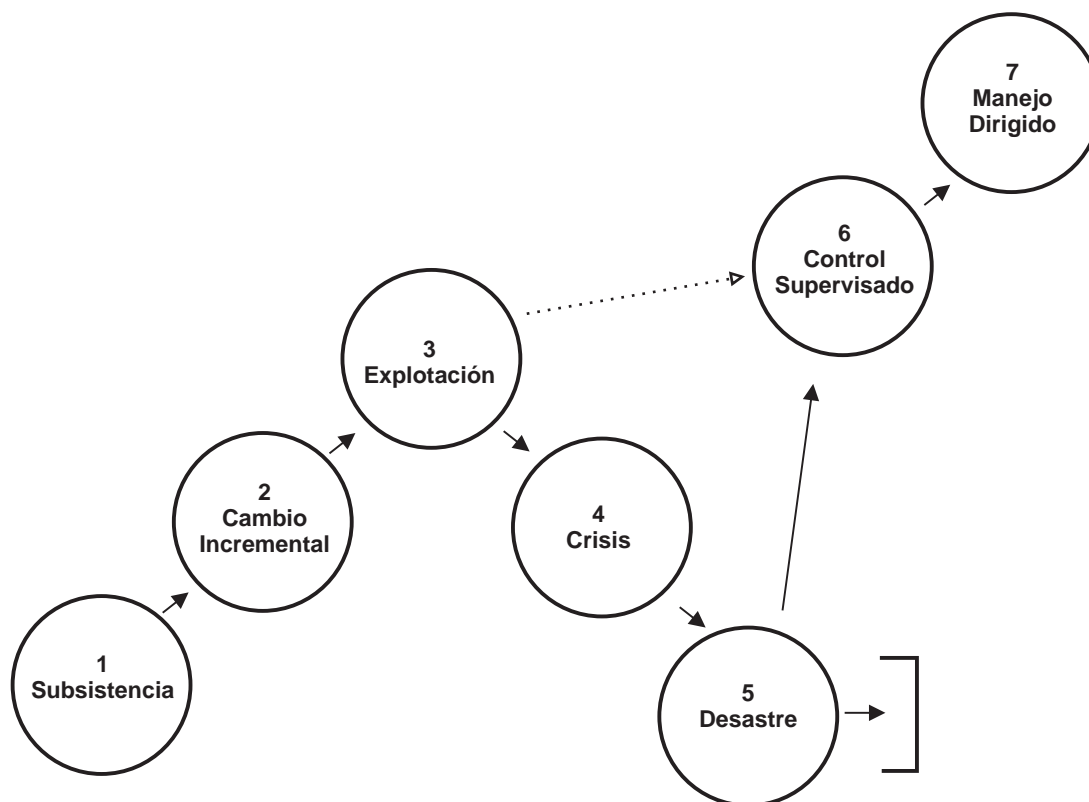 1
Subsistencia
2
Cambio
Incremental
3
Explotación
4
Crisis
5
Desastre
6
Control
Supervisado
7
Manejo
Dirigido